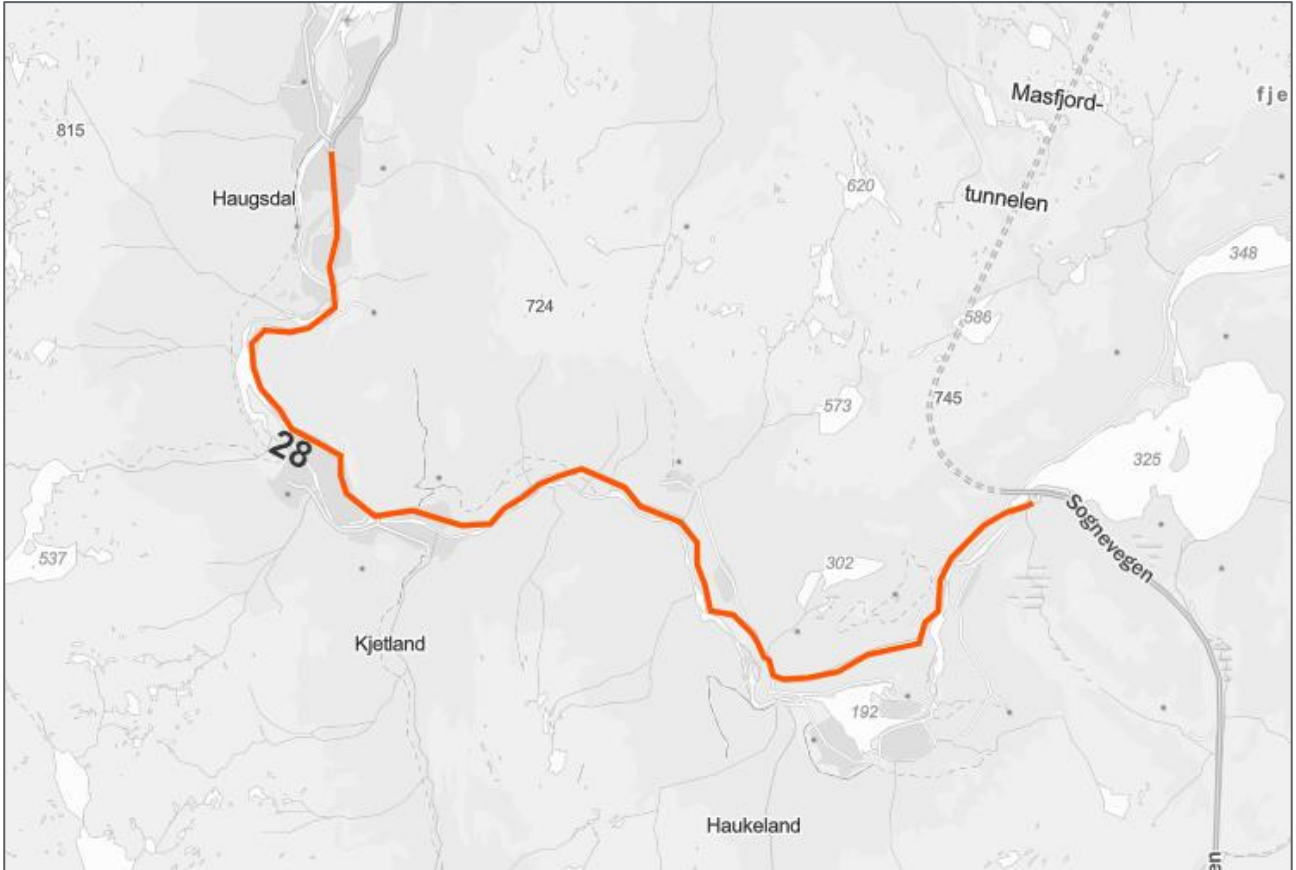 Masfjord-
fje
815
Haugsdal
620
tunnelen
348
724
586
745
573
28
325
Sognevegen
537
302
Kjetland
192
Haukeland
en